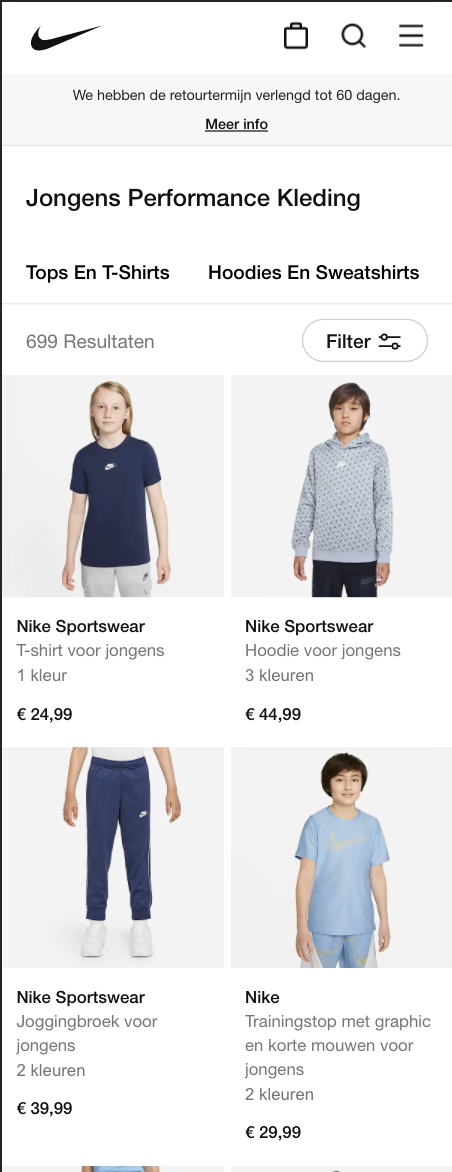 We hebben de retourtermijn verlengd tot 60 dagen.
Meer info
Jongens Performance Kleding
Tops En T-Shirts
Hoodies En Sweatshirts
699 Resultaten
Filter
Nike Sportswear
T-shirt voor jongens
1 kleur
€ 24,99
Nike Sportswear
Hoodie voor jongens
3 kleuren
€ 44,99
Nike Sportswear
Joggingbroek voor
jongens
2 kleuren
€ 39,99
Nike
Trainingstop met graphic
en korte mouwen voor
jongens
2 kleuren
€ 29,99